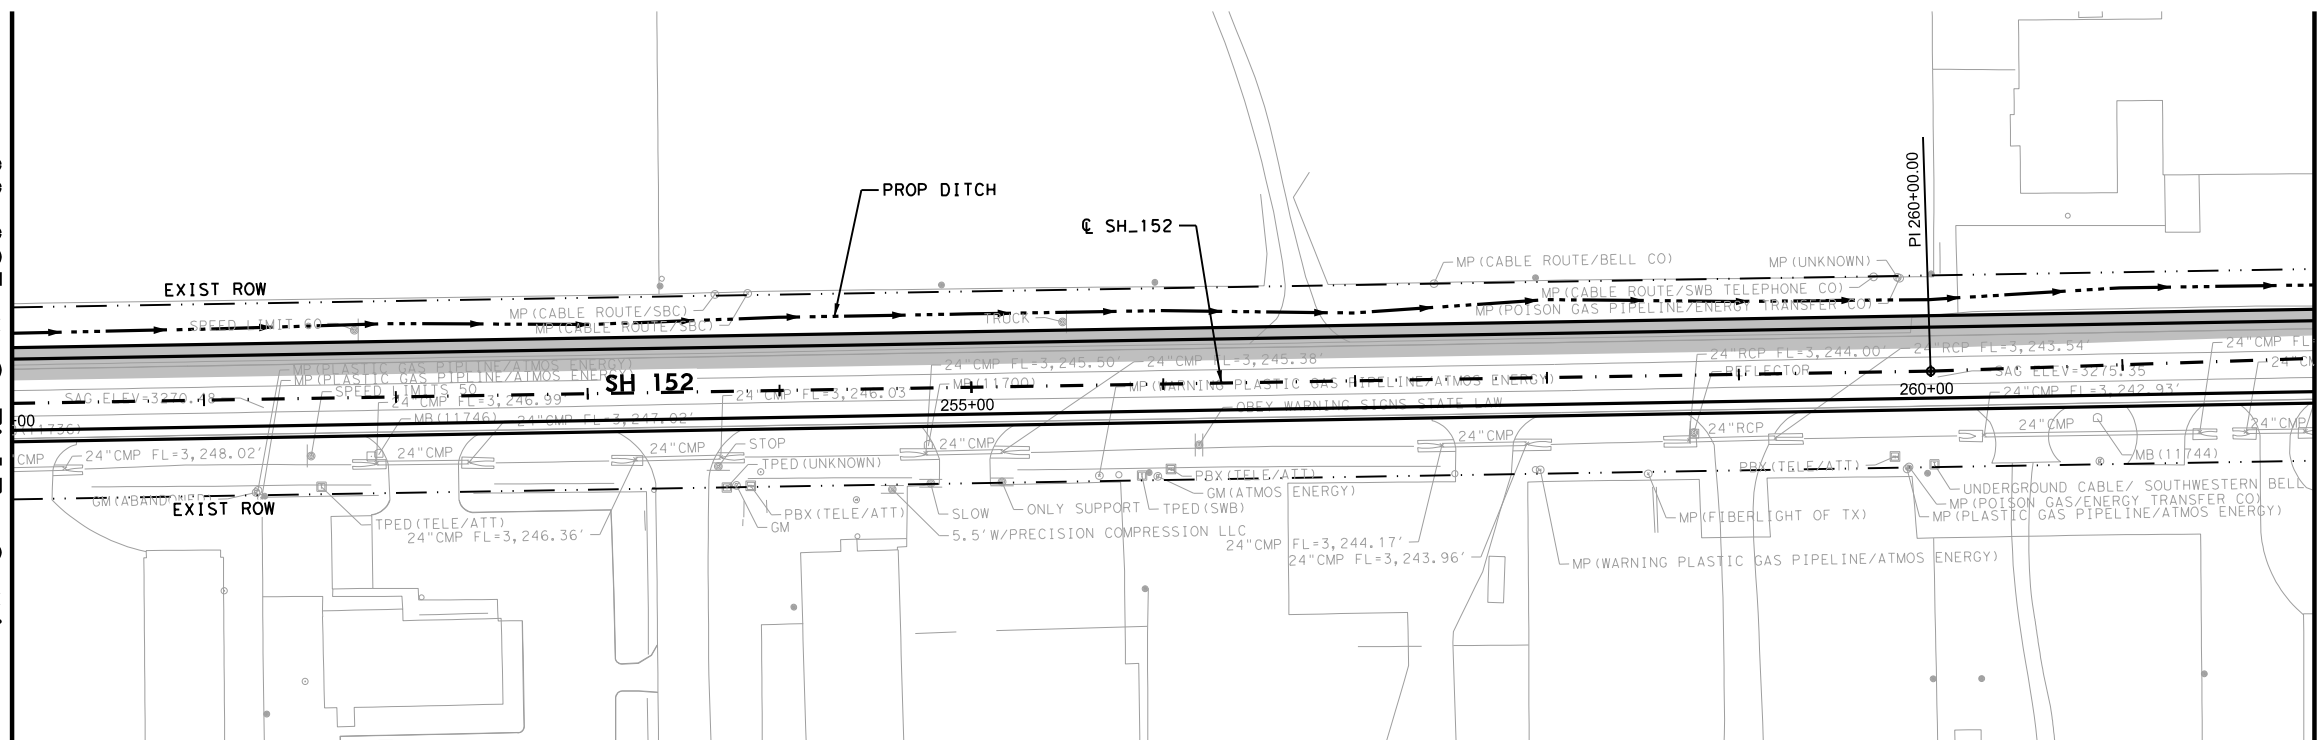 PROP DITCH
℄ SH_152
PI 260+00.00
EXIST ROW
MP(CABLE ROUTE/BELL CO)
MP(UNKNOWN)
MP(CABLE ROUTE/SWB TELEPHONE CO)
MP(POISON GAS PIPELINE/ENERGY TRANSFER CO)
MP(CABLE ROUTE/SBC)
MP(CABLE ROUTE/SBC)
SPEED LIMIT 60
TRUCK
MP(PLASTIC GAS PIPLINE/ATMOS ENERGY)
MP(PLASTIC GAS PIPELINE/ATMOS ENERGY)
SPEED LIMITS 50
SH 152
24"CMP FL=3,245.50'
24"CMP FL=3,245.38'
24"RCP FL=3,244.00'
24"RCP FL=3,243.54'
24"CMP FL
REFLECTOR
SAG ELEV=3275.35
MB(11700)
MP(WARNING PLASTIC GAS PIPELINE/ATMOS ENERGY)
SAG ELEV=3270.48
24"CMP FL=3,246.99
24"CMP FL=3,246.03
24"CMP FL=3,242.93'
255+00
260+00
+00
OBEY WARNING SIGNS STATE LAW
MB(11746)
24"CMP FL=3,247.02'
11736)
CMP
24"CMP FL=3,248.02'
24"CMP
24"CMP
STOP
24"CMP
24"CMP
24"RCP
24"CMP
24"CMP
TPED(UNKNOWN)
PBX(TELE/ATT)
GM(ATMOS ENERGY)
PBX(TELE/ATT)
MB(11744)
GM(ABANDONED)
EXIST ROW
TPED(TELE/ATT)
24"CMP FL=3,246.36'
PBX(TELE/ATT)
GM
SLOW
ONLY SUPPORT
TPED(SWB)
5.5'W/PRECISION COMPRESSION LLC
24"CMP FL=3,244.17'
24"CMP FL=3,243.96'
MP(FIBERLIGHT OF TX)
MP(WARNING PLASTIC GAS PIPELINE/ATMOS ENERGY)
UNDERGROUND CABLE/ SOUTHWESTERN BELL
MP(POISON GAS/ENERGY TRANSFER CO)
MP(PLASTIC GAS PIPELINE/ATMOS ENERGY)